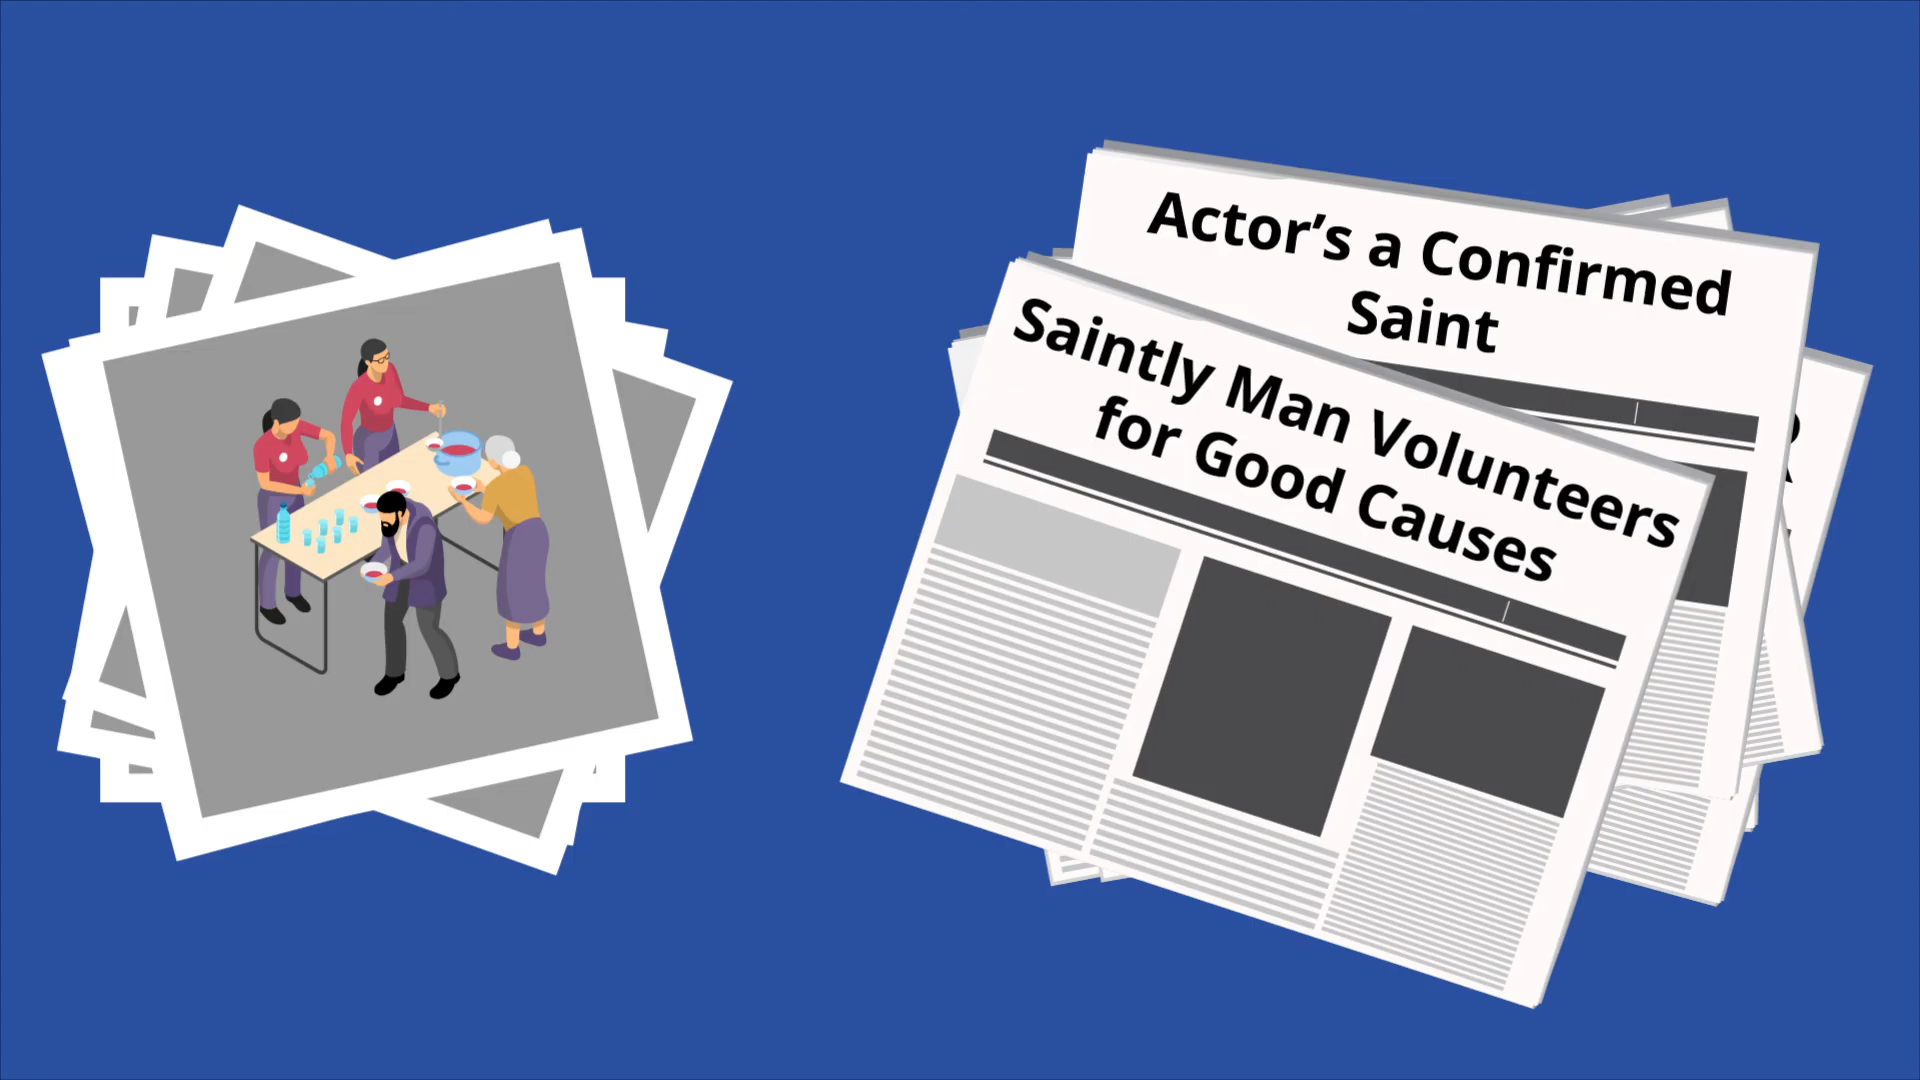 Actor’s a Confirmed
Saint
Saintly Man Volunteers
for Good Causes